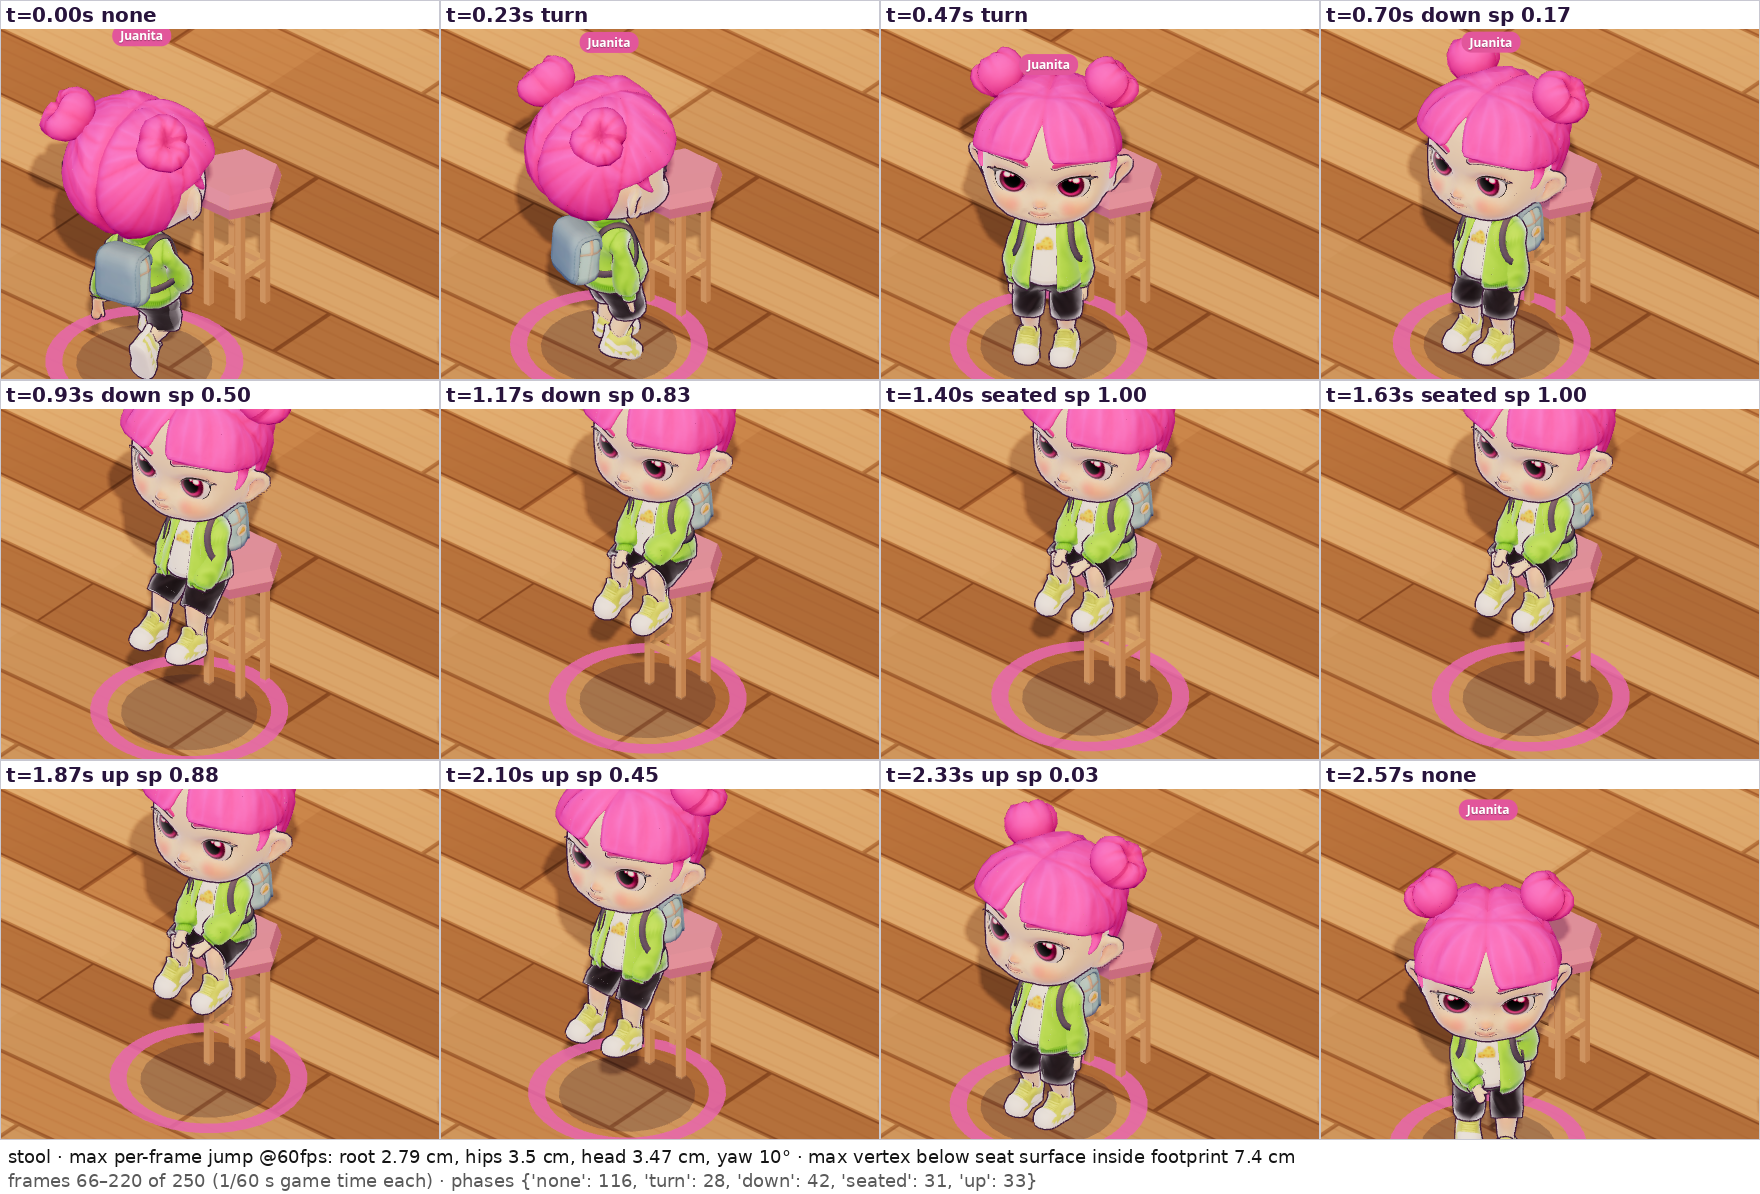 t=0.00s none
t=0.23s turn
t=0.47s turn
t=0.70s down sp 0.17
Juanita
Juanita
Juanita
Juanita
t=0.93s down sp 0.50
t=1.17s down sp 0.83
t=1.40s seated sp 1.00
t=1.63s seated sp 1.00
t=1.87s up sp 0.88
t=2.10s up sp 0.45
t=2.33s up sp 0.03
t=2.57s none
Juanita
stool · max per-frame jump @60fps: root 2.79 cm, hips 3.5 cm, head 3.47 cm, yaw 10° · max vertex below seat surface inside footprint 7.4 cm
frames 66–220 of 250 (1/60 s game time each) · phases {'none': 116, 'turn': 28, 'down': 42, 'seated': 31, 'up': 33}